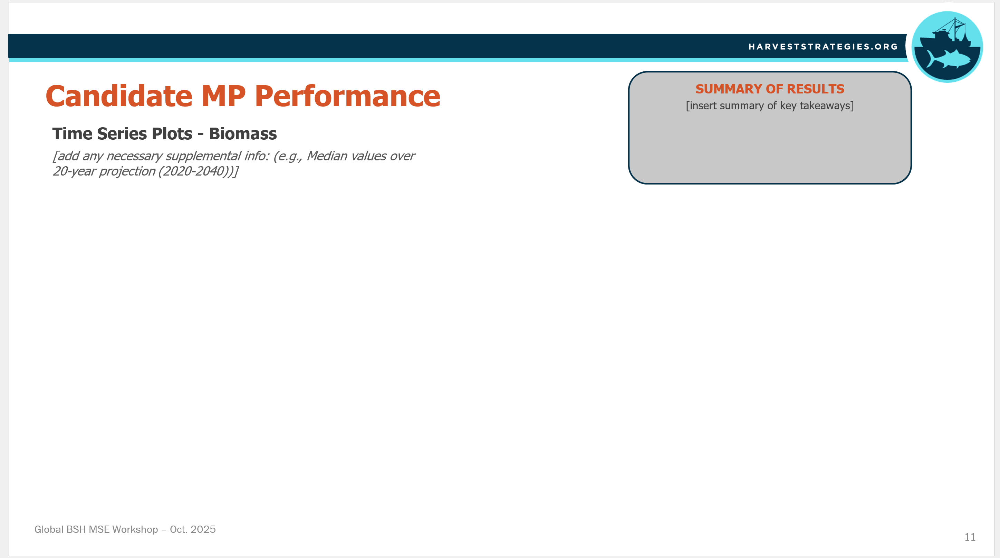 HARVESTSTRATEGIES.ORG
Candidate MP Performance
SUMMARY OF RESULTS
[insert summary of key takeaways]
Time Series Plots - Biomass
[add any necessary supplemental info: (e.g., Median values over
20-year projection (2020-2040))]
Global BSH MSE Workshop – Oct. 2025
11